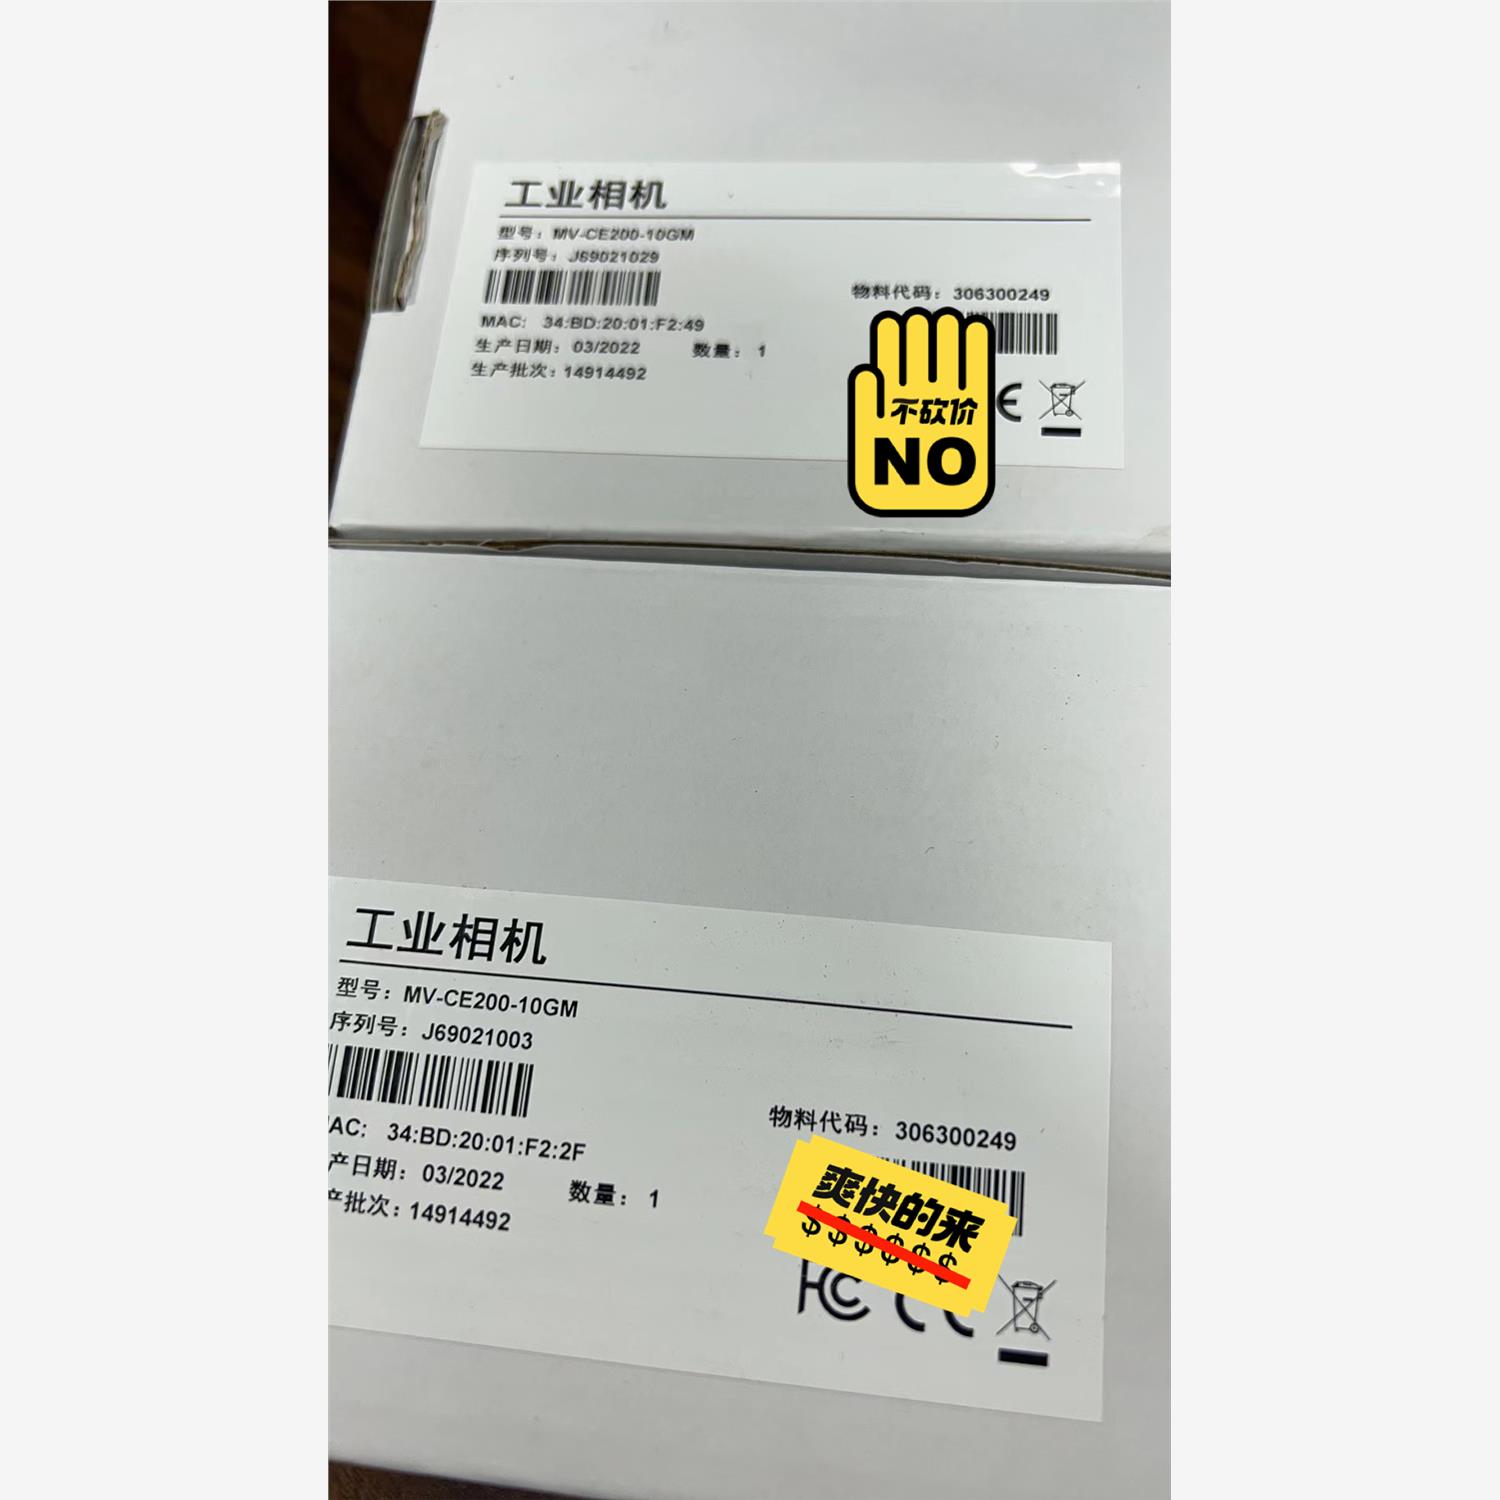 工业相机
型号: MV-CE200-10GM
序列号: J69021029
物料代码: 306300249
MAC: 34:BD:20:01:F2:49
生产日期: 03/2022 数量: 1
生产批次: 14914492
不砍价
NO
工业相机
型号: MV-CE200-10GM
序列号: J69021003
物料代码: 306300249
AC: 34:BD:20:01:F2:2F
产日期: 03/2022 数量: 1
产批次: 14914492
爽快的来
$$$$$$